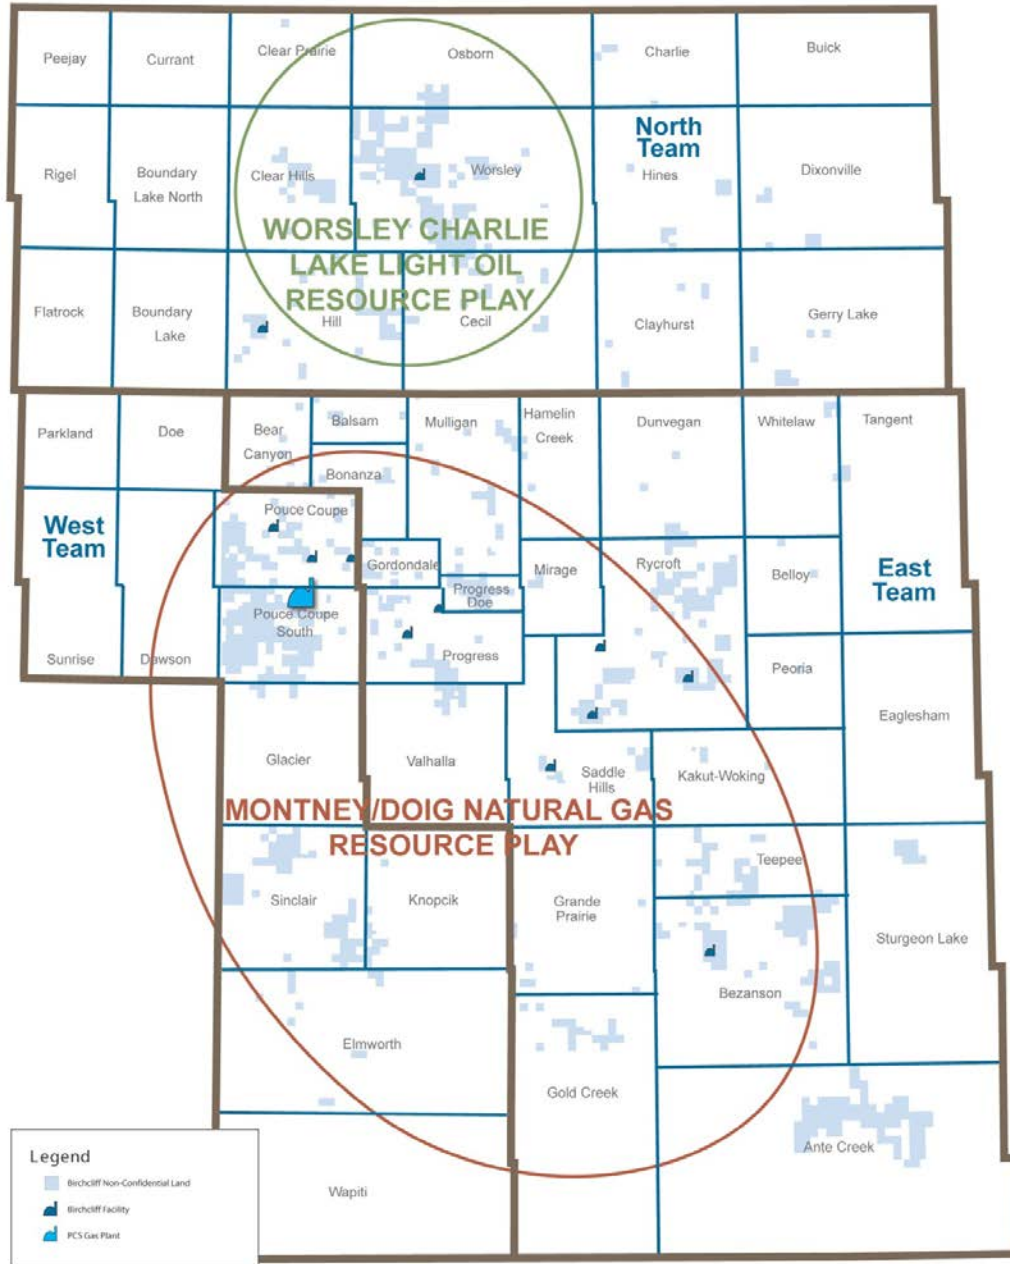 Peejay
Currant
Clear Prairie
Osborn
Charlie
Buick
North
Team
Rigel
Boundary
Lake North
Clear Hills
Worsley
Hines
Dixonville
WORSLEY CHARLIE
LAKE LIGHT OIL
RESOURCE PLAY
Flatrock
Boundary
Lake
Hill
Cecil
Clayhurst
Gerry Lake
Parkland
Doe
Bear
Canyon
Balsam
Mulligan
Hamelin
Creek
Dunvegan
Whitelaw
Tangent
Bonanza
West
Team
Pouce Coupe
Gordondale
Mirage
Rycroft
Belloy
East
Team
Progress
Doe
Pouce Coupe
South
Sunrise
Dawson
Progress
Peoria
Eaglesham
Glacier
Valhalla
Saddle
Hills
Kakut-Woking
MONTNEY/DOIG NATURAL GAS
RESOURCE PLAY
Teepee
Sinclair
Knopcik
Grande
Prairie
Sturgeon Lake
Bezanson
Elmworth
Gold Creek
Ante Creek
Wapiti
Legend
Birchcliff Non-Confidential Land
Birchcliff Facility
PCS Gas Plant